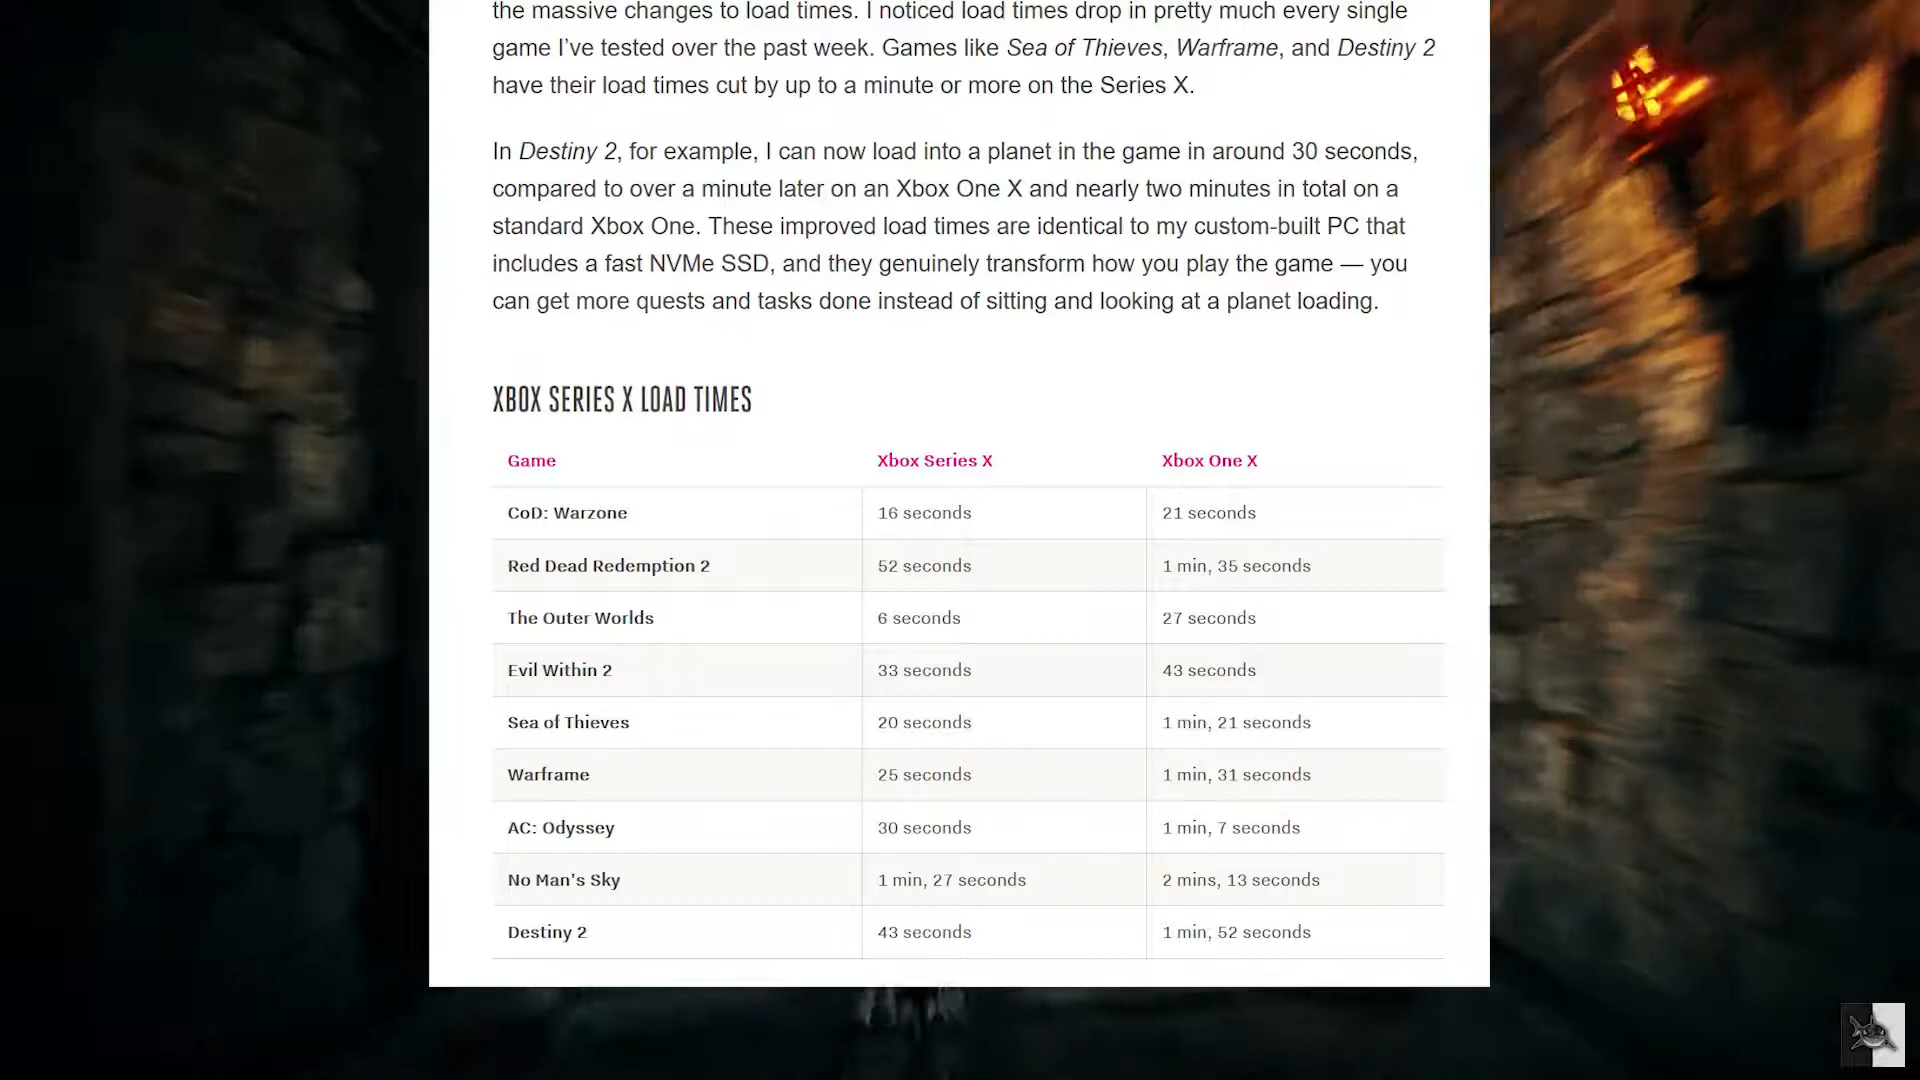 the massive changes to load times. I noticed load times drop in pretty much every single
game I've tested over the past week. Games like Sea of Thieves, Warframe, and Destiny 2
have their load times cut by up to a minute or more on the Series X.
In Destiny 2, for example, I can now load into a planet in the game in around 30 seconds,
compared to over a minute later on an Xbox One X and nearly two minutes in total on a
standard Xbox One. These improved load times are identical to my custom-built PC that
includes a fast NVMe SSD, and they genuinely transform how you play the game — you
can get more quests and tasks done instead of sitting and looking at a planet loading.
XBOX SERIES X LOAD TIMES
Game Xbox Series X Xbox One X
CoD: Warzone 16 seconds 21 seconds
Red Dead Redemption 2 52 seconds 1 min, 35 seconds
The Outer Worlds 6 seconds 27 seconds
Evil Within 2 33 seconds 43 seconds
Sea of Thieves 20 seconds 1 min, 21 seconds
Warframe 25 seconds 1 min, 31 seconds
AC: Odyssey 30 seconds 1 min, 7 seconds
No Man's Sky 1 min, 27 seconds 2 mins, 13 seconds
Destiny 2 43 seconds 1 min, 52 seconds